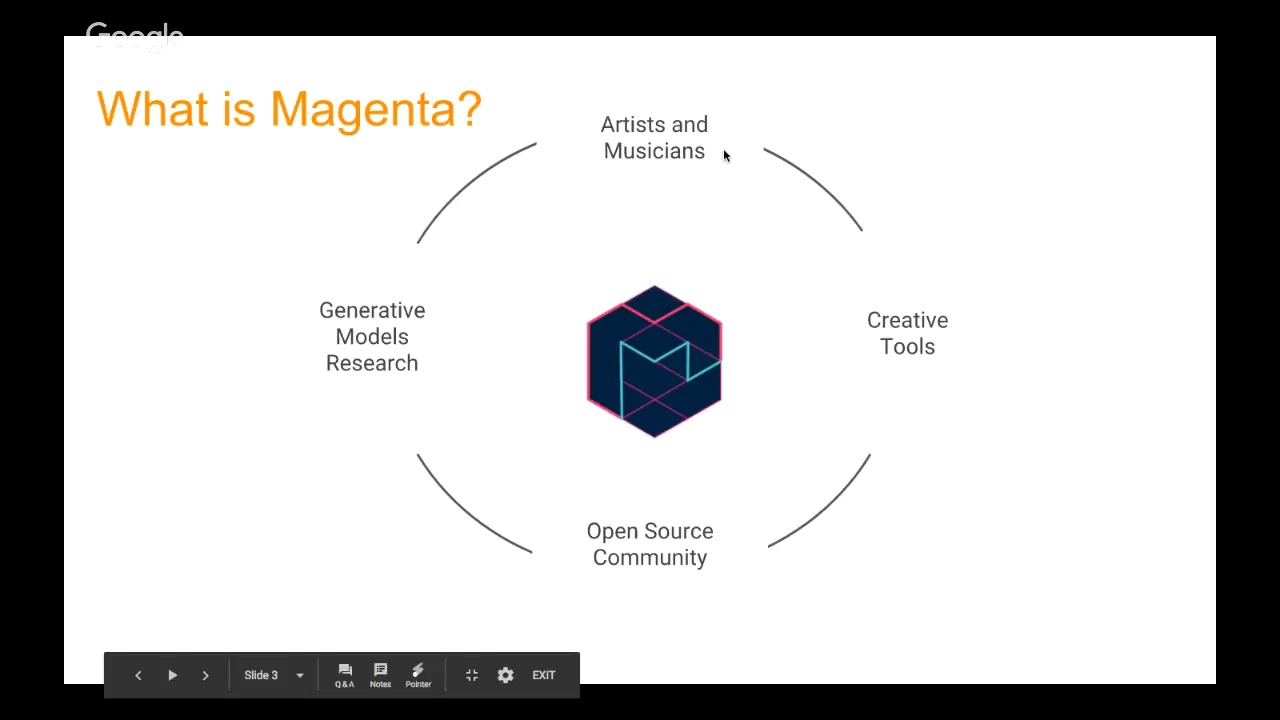 Google
What is Magenta?
Artists and
Musicians
Generative
Models
Research
Creative
Tools
Open Source
Community
Slide 3
Q&A
Notes
Pointer
EXIT